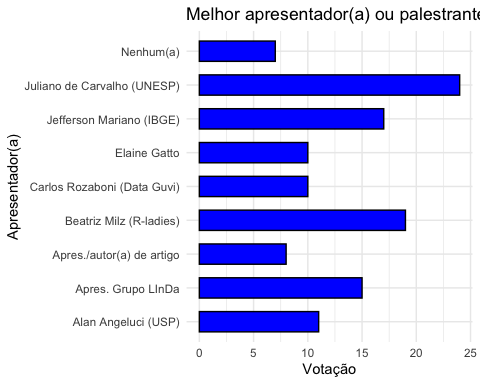 Melhor apresentador(a) ou palestrante
Apresentador(a)
Nenhum(a)
Juliano de Carvalho (UNESP)
Jefferson Mariano (IBGE)
Elaine Gatto
Carlos Rozaboni (Data Guvi)
Beatriz Milz (R-ladies)
Apres./autor(a) de artigo
Apres. Grupo LInDa
Alan Angeluci (USP)
0 5 10 15 20 25
Votação